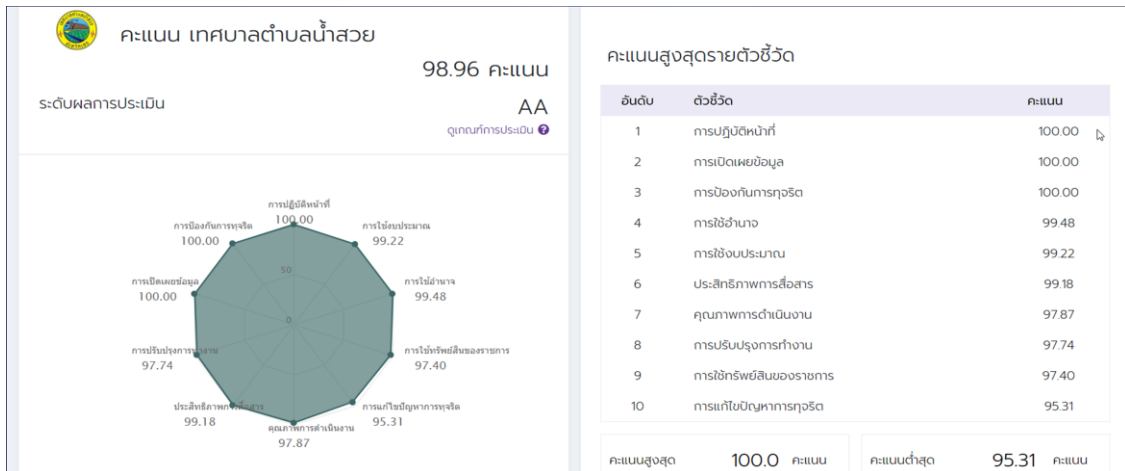 คะแนน เทศบาลตำบลน้ำสวย
98.96 คะแนน
ระดับผลการประเมิน
AA
ดูเกณฑ์การประเมิน
การปฏิบัติหน้าที่
100.00
การป้องกันการทุจริต
100.00
การใช้งบประมาณ
99.22
การเปิดเผยข้อมูล
100.00
การใช้อำนาจ
99.48
50
0
การปรับปรุงการทำงาน
97.74
การใช้ทรัพย์สินของราชการ
97.40
ประสิทธิภาพการสื่อสาร
99.18
การแก้ไขปัญหาการทุจริต
95.31
คุณภาพการดำเนินงาน
97.87
คะแนนสูงสุดรายตัวชี้วัด
อันดับ ตัวชี้วัด คะแนน
1 การปฏิบัติหน้าที่ 100.00
2 การเปิดเผยข้อมูล 100.00
3 การป้องกันการทุจริต 100.00
4 การใช้อำนาจ 99.48
5 การใช้งบประมาณ 99.22
6 ประสิทธิภาพการสื่อสาร 99.18
7 คุณภาพการดำเนินงาน 97.87
8 การปรับปรุงการทำงาน 97.74
9 การใช้ทรัพย์สินของราชการ 97.40
10 การแก้ไขปัญหาการทุจริต 95.31
คะแนนสูงสุด 100.0 คะแนน
คะแนนต่ำสุด 95.31 คะแนน